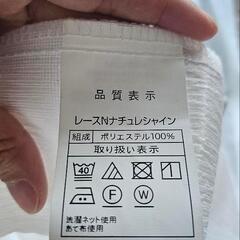 品質表示
レースNナチュレシャイン
組成 ポリエステル100%
取り扱い表示
40
F W
洗濯ネット使用
あて布使用